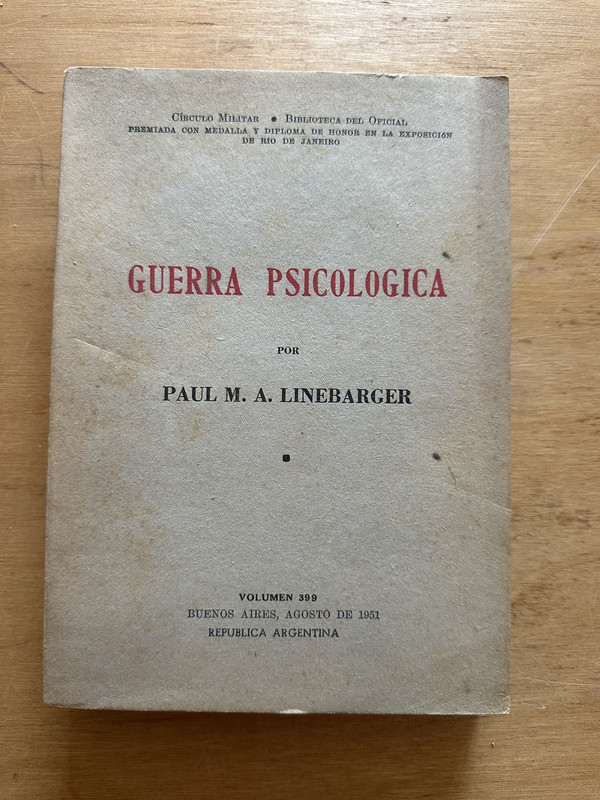 Círculo Militar • Biblioteca del Oficial
PREMIADA CON MEDALLA Y DIPLOMA DE HONOR EN LA EXPOSICIóN
DE RIO DE JANEIRO
GUERRA PSICOLOGICA
POR
PAUL M. A. LINEBARGER
VOLUMEN 399
BUENOS AIRES, AGOSTO DE 1951
REPUBLICA ARGENTINA